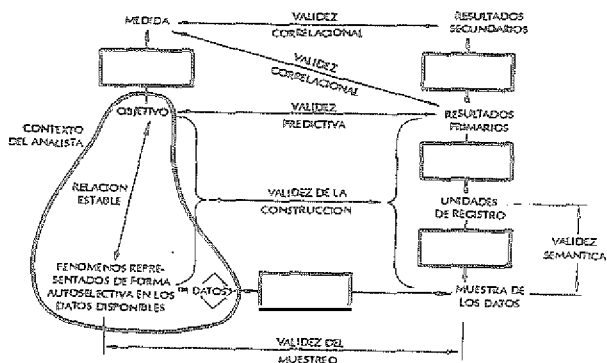 MEDIDA
VALIDEZ
CORRELACIONAL
RESULTADOS
SECUNDARIOS
VALIDEZ
CORRELACIONAL
OBJETIVO
VALIDEZ
PREDICTIVA
RESULTADOS
PRIMARIOS
CONTEXTO
DEL ANALISTA
RELACION
ESTABLE
VALIDEZ DE LA
CONSTRUCCION
UNIDADES
DE REGISTRO
VALIDEZ
SEMANTICA
FENOMENOS REPRE-
SENTADOS DE FORMA
AUTOSELECTIVA EN LOS
DATOS DISPONIBLES
DATOS
MUESTRA DE
LOS DATOS
VALIDEZ DEL
MUESTREO